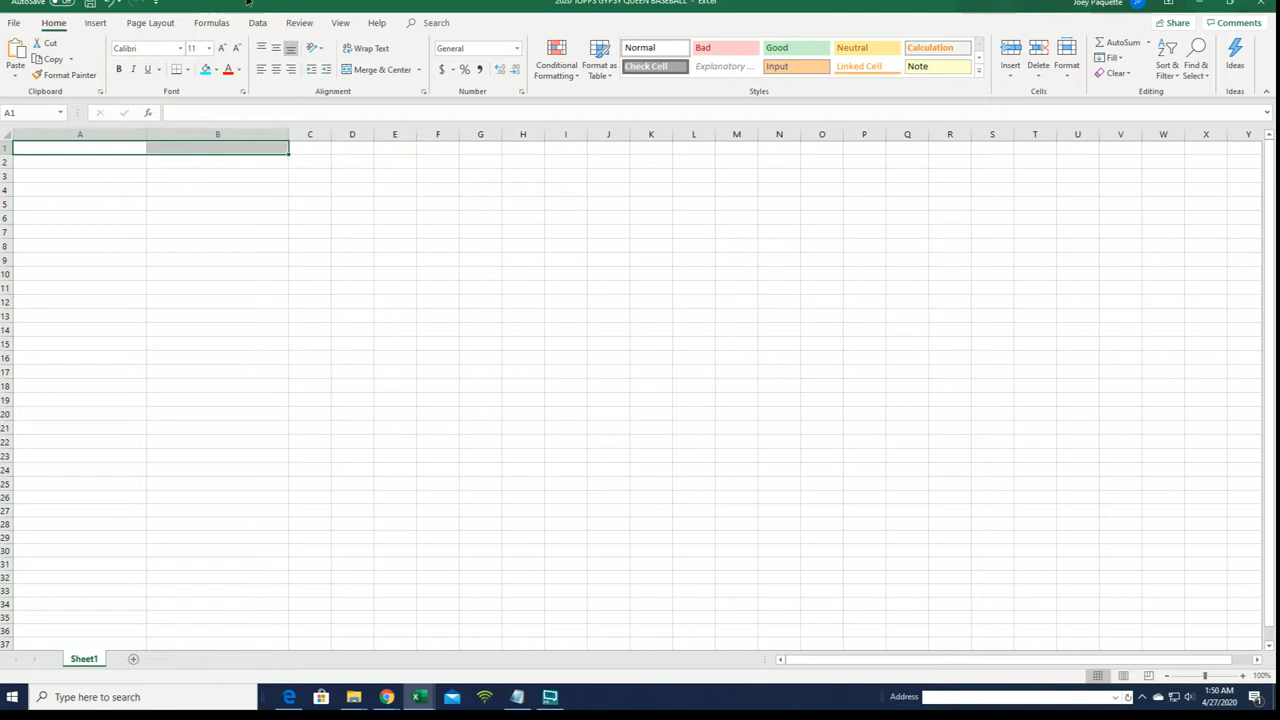 AutoSave 2020 TOPPS GYPSY QUEEN BASEBALL - Excel Joey Paquette JP
File Home Insert Page Layout Formulas Data Review View Help Search Share Comments
Paste Cut Copy Format Painter Clipboard
Calibri 11 A A B I U A Font
Wrap Text Merge & Center Alignment
General $ % , Number
Conditional Formatting Format as Table
Normal Bad Good Neutral Calculation
Check Cell Explanatory ... Input Linked Cell Note
Styles
Insert Delete Format Cells
AutoSum Fill Clear Sort & Filter Find & Select Editing
Ideas Ideas
A1 fx
A B C D E F G H I J K L M N O P Q R S T U V W X Y
1
2
3
4
5
6
7
8
9
10
11
12
13
14
15
16
17
18
19
20
21
22
23
24
25
26
27
28
29
30
31
32
33
34
35
36
37
Sheet1
100%
Type here to search Address 1:50 AM
4/27/2020